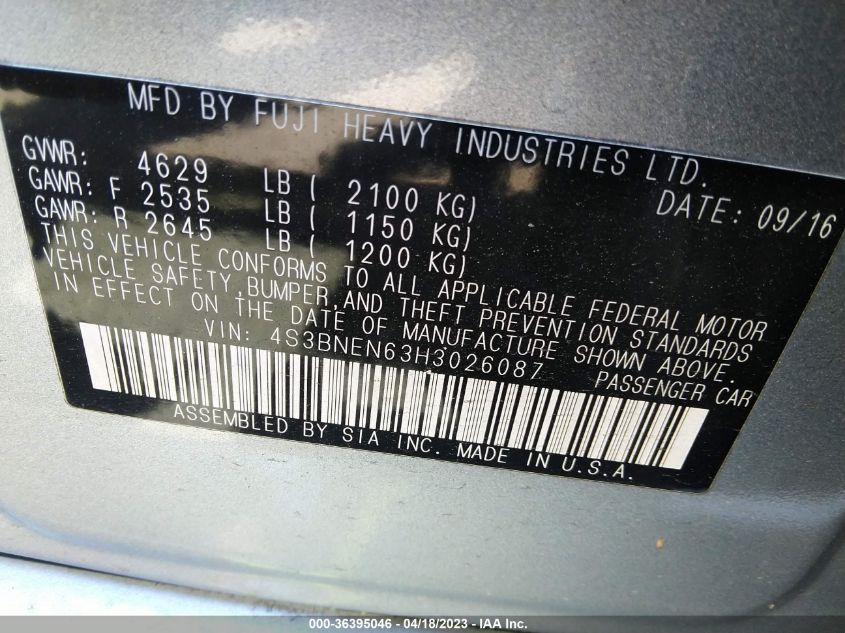 MFD BY FUJI HEAVY INDUSTRIES LTD.
GVWR: 4629 LB ( 2100 KG) DATE: 09/16
GAWR: F 2535 LB ( 1150 KG)
GAWR: R 2645 LB ( 1200 KG)
THIS VEHICLE CONFORMS TO ALL APPLICABLE FEDERAL MOTOR
VEHICLE SAFETY, BUMPER, AND THEFT PREVENTION STANDARDS
IN EFFECT ON THE DATE OF MANUFACTURE SHOWN ABOVE.
VIN: 4S3BNEN63H3026087 PASSENGER CAR
ASSEMBLED BY SIA INC. MADE IN U.S.A.
000-36395046 - 04/18/2023 - IAA Inc.